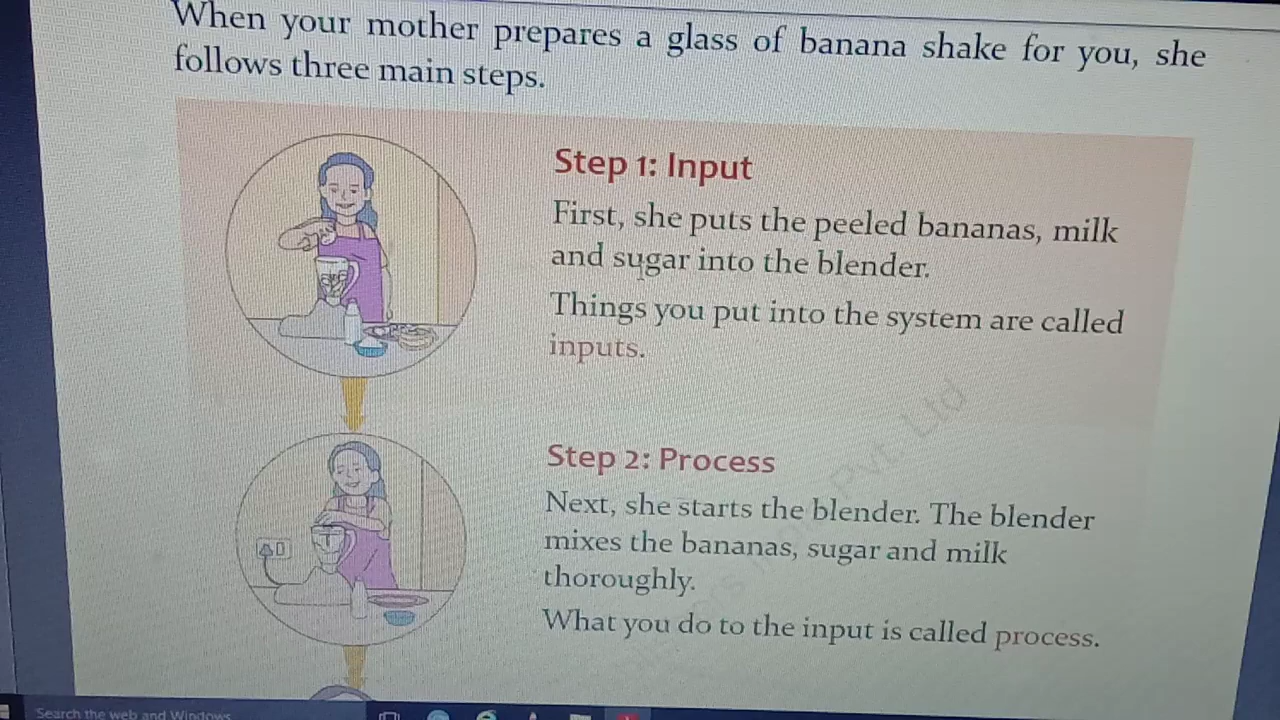 When your mother prepares a glass of banana shake for you, she
follows three main steps.
Step 1: Input
First, she puts the peeled bananas, milk
and sugar into the blender.
Things you put into the system are called
inputs.
Step 2: Process
Next, she starts the blender. The blender
mixes the bananas, sugar and milk
thoroughly.
What you do to the input is called process.
Pvt. Ltd
Search the web and Windows